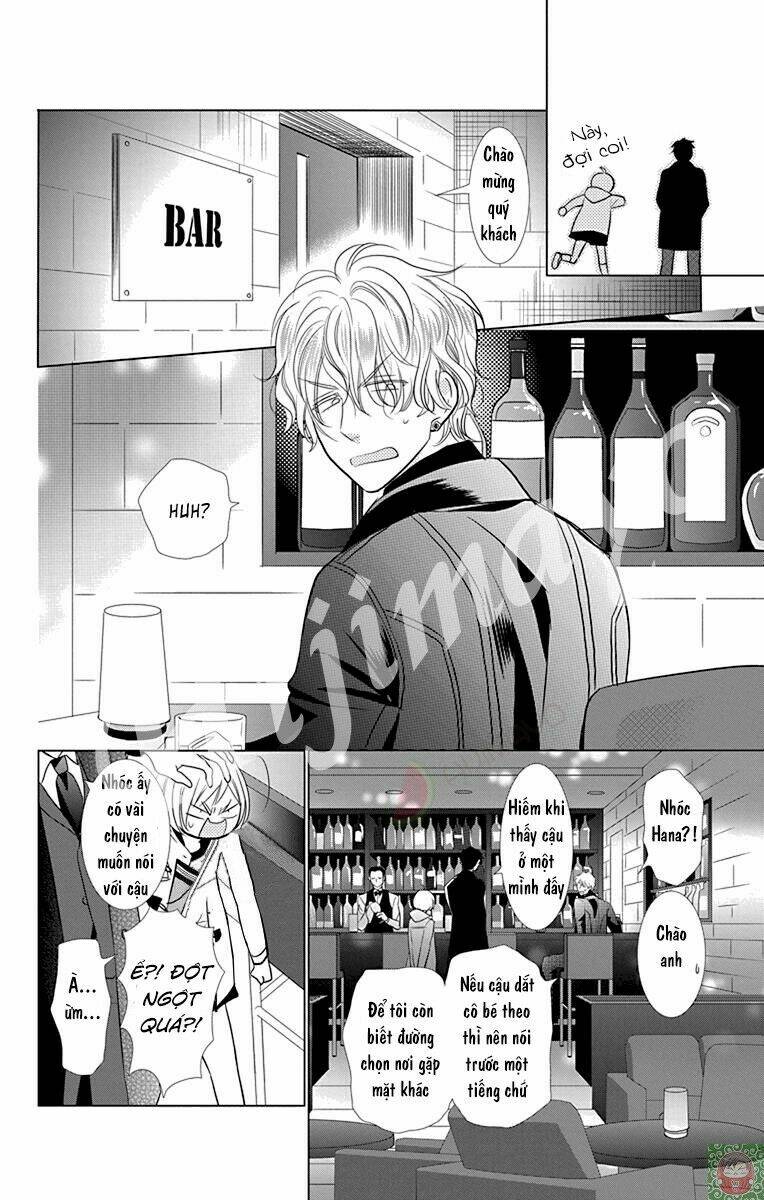 Này,
đợi coi!
Chào
mừng
quý
khách
BAR
HUH?
Nhóc
Hana?!
Chào
anh
Hiếm khi
thấy cậu
ở một
mình đấy
Nếu cậu dắt
cô bé theo
thì nên nói
trước một
tiếng chứ
Để tôi còn
biết đường
chọn nơi gặp
mặt khác
Nhóc ấy
có vài
chuyện
muốn nói
với cậu
Ể?! ĐỘT
NGỘT
QUÁ?!
À...
ừm...